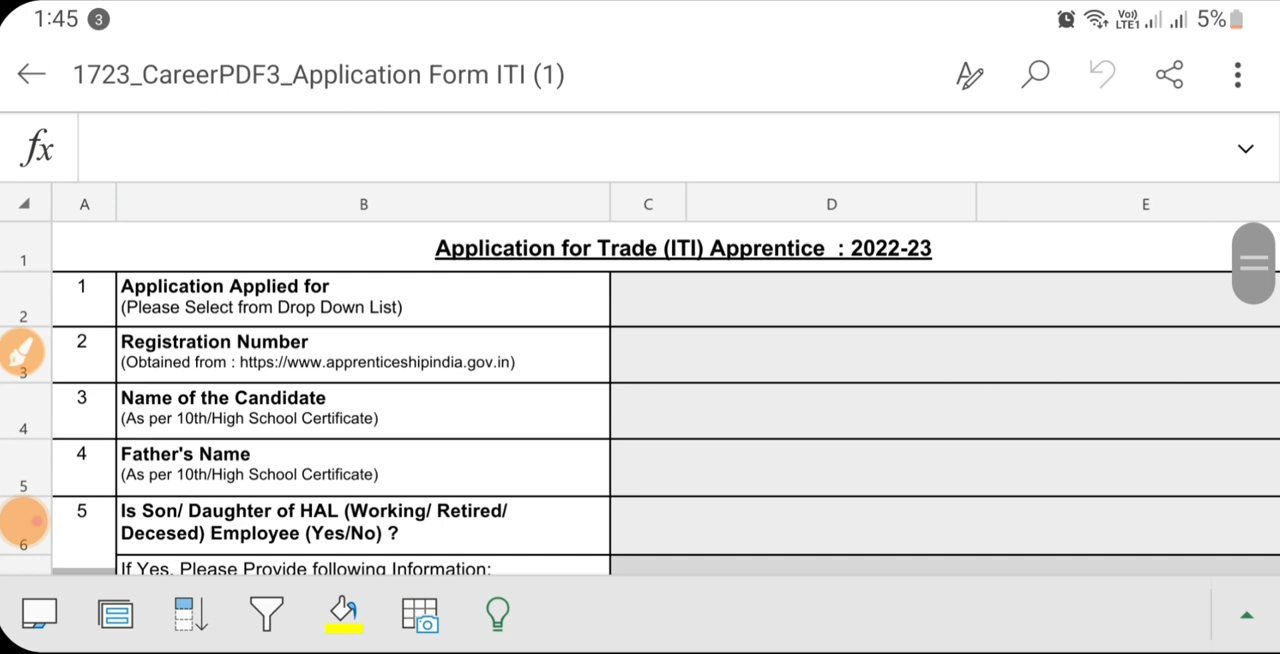 1:45 3 Vo)) LTE1 5%
1723_CareerPDF3_Application Form ITI (1)
fx
A B C D E
1 Application for Trade (ITI) Apprentice : 2022-23
2 1 Application Applied for
(Please Select from Drop Down List)
3 2 Registration Number
(Obtained from : https://www.apprenticeshipindia.gov.in)
4 3 Name of the Candidate
(As per 10th/High School Certificate)
5 4 Father's Name
(As per 10th/High School Certificate)
6 5 Is Son/ Daughter of HAL (Working/ Retired/
Decesed) Employee (Yes/No) ?
If Yes, Please Provide following Information: